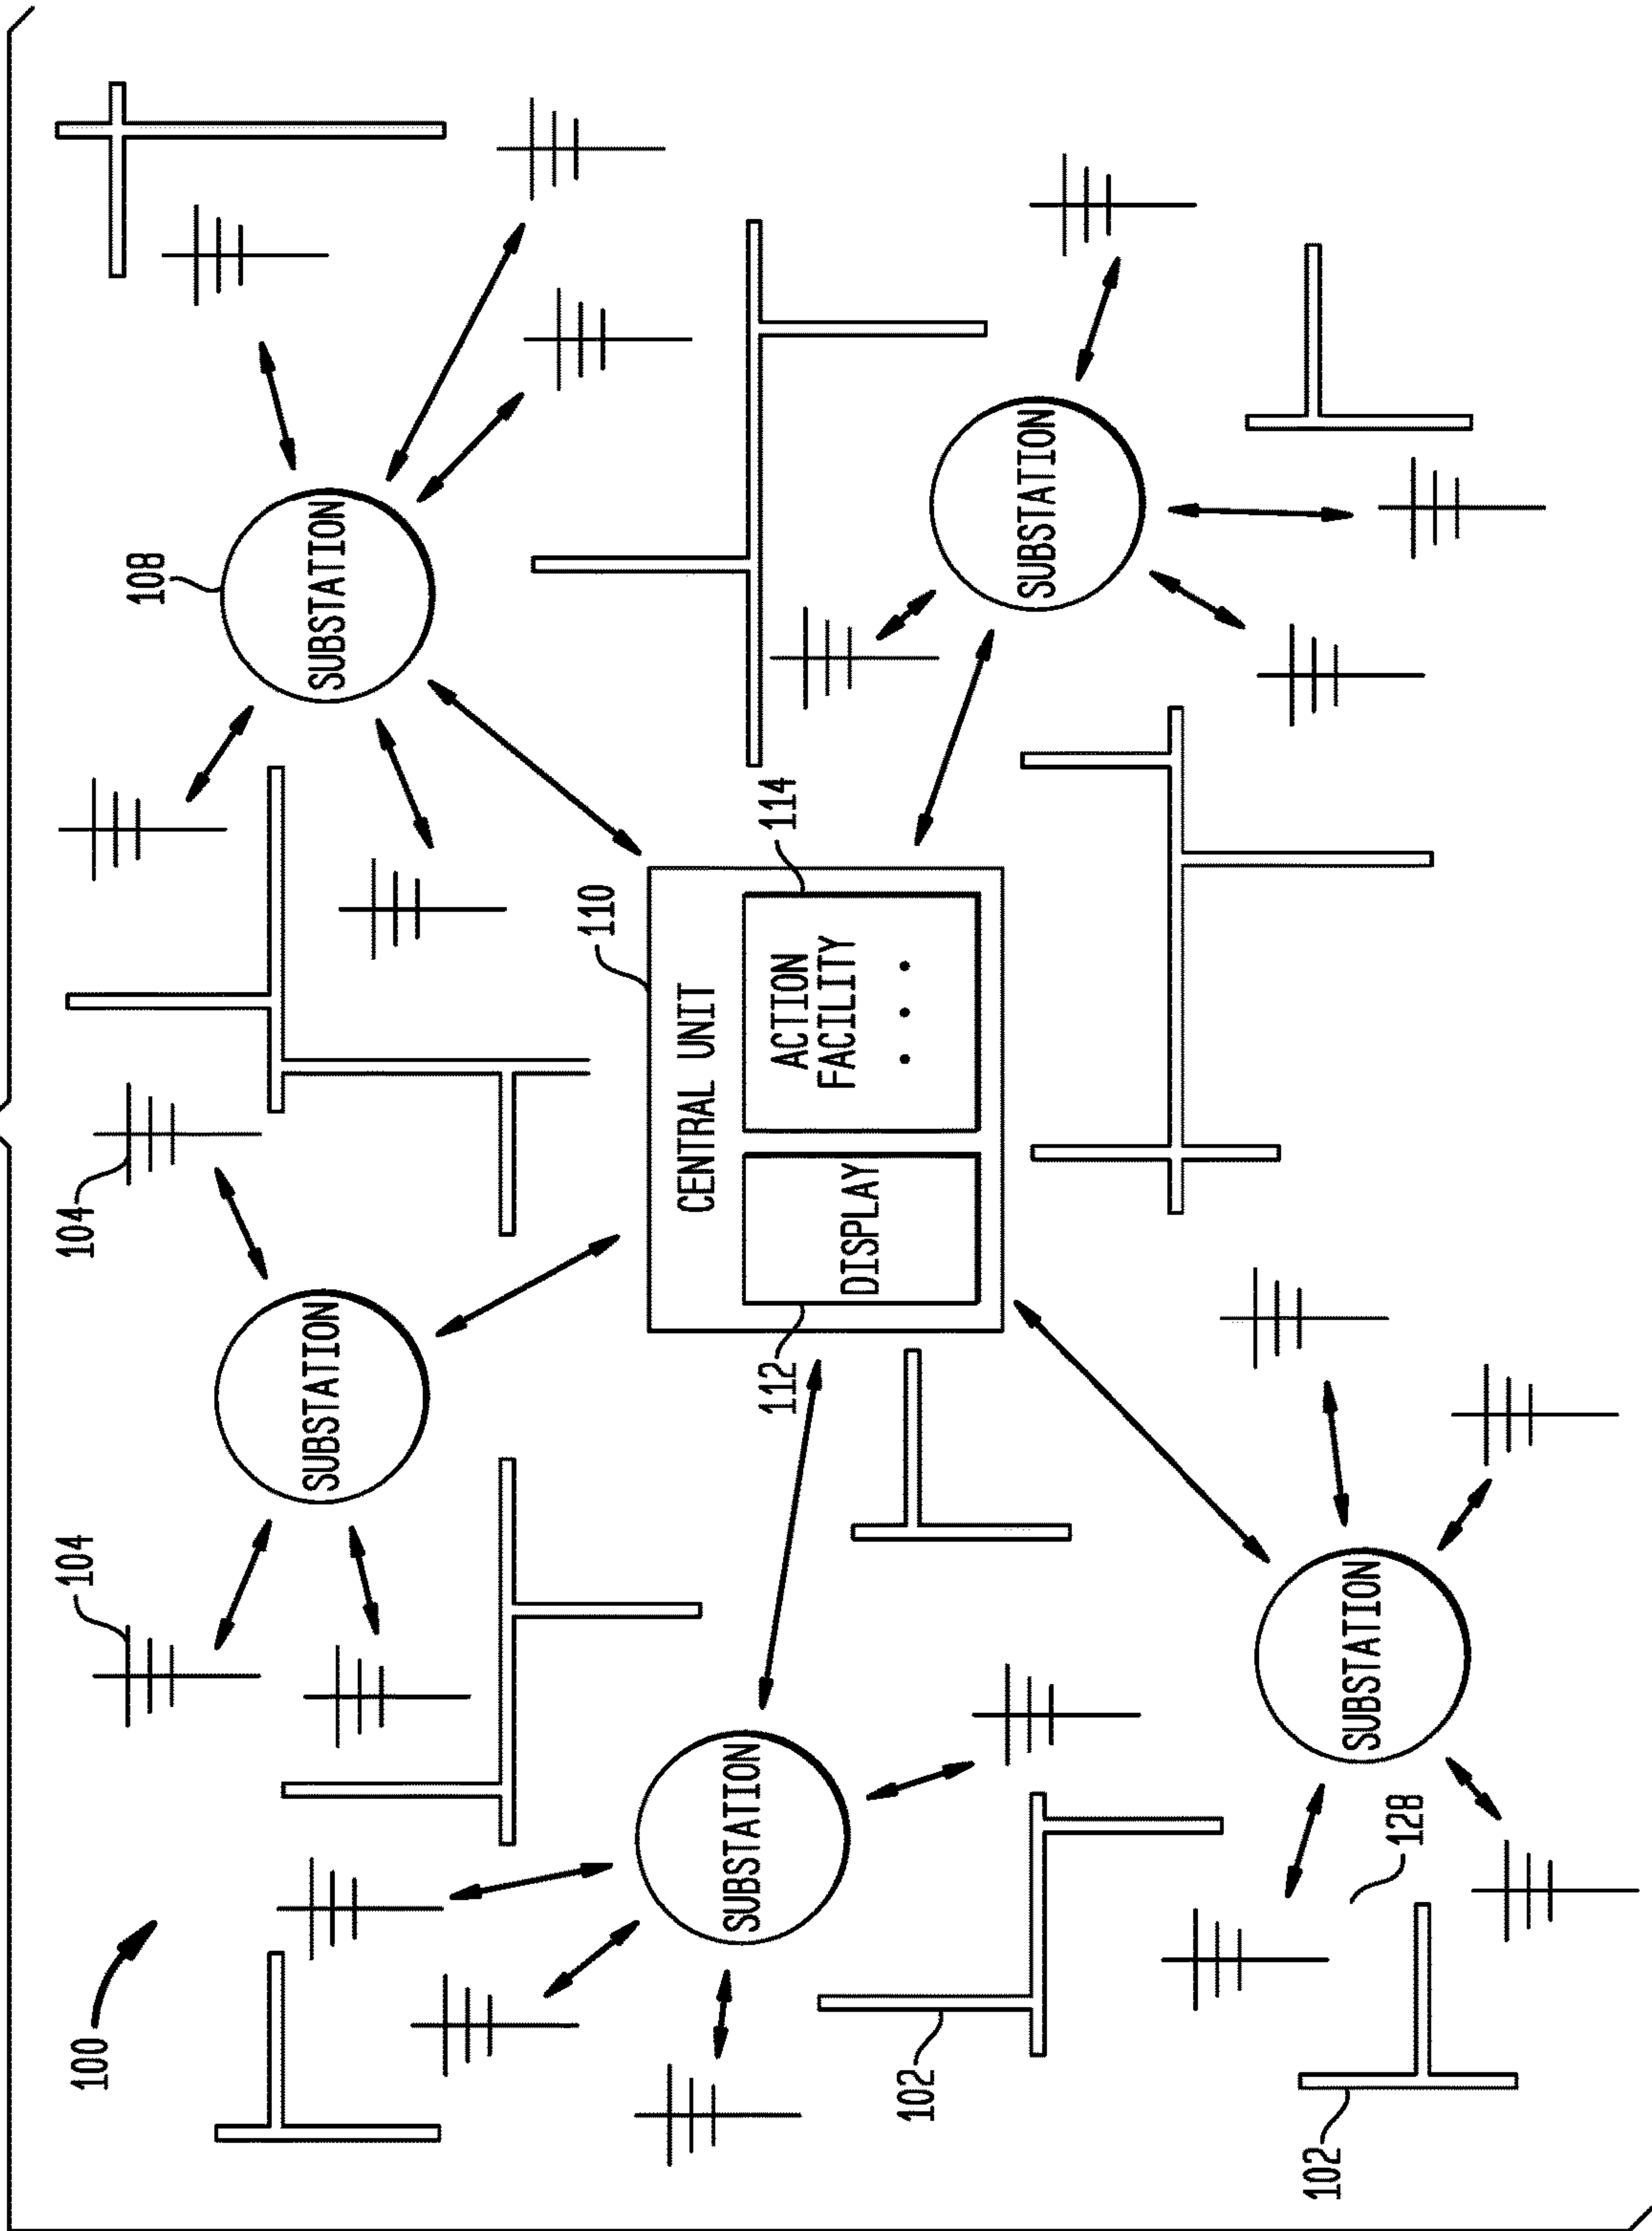 100
104
104
108
SUBSTATION
SUBSTATION
110
CENTRAL UNIT
SUBSTATION
112
114
DISPLAY
ACTION
FACILITY
...
102
SUBSTATION
102
SUBSTATION
128